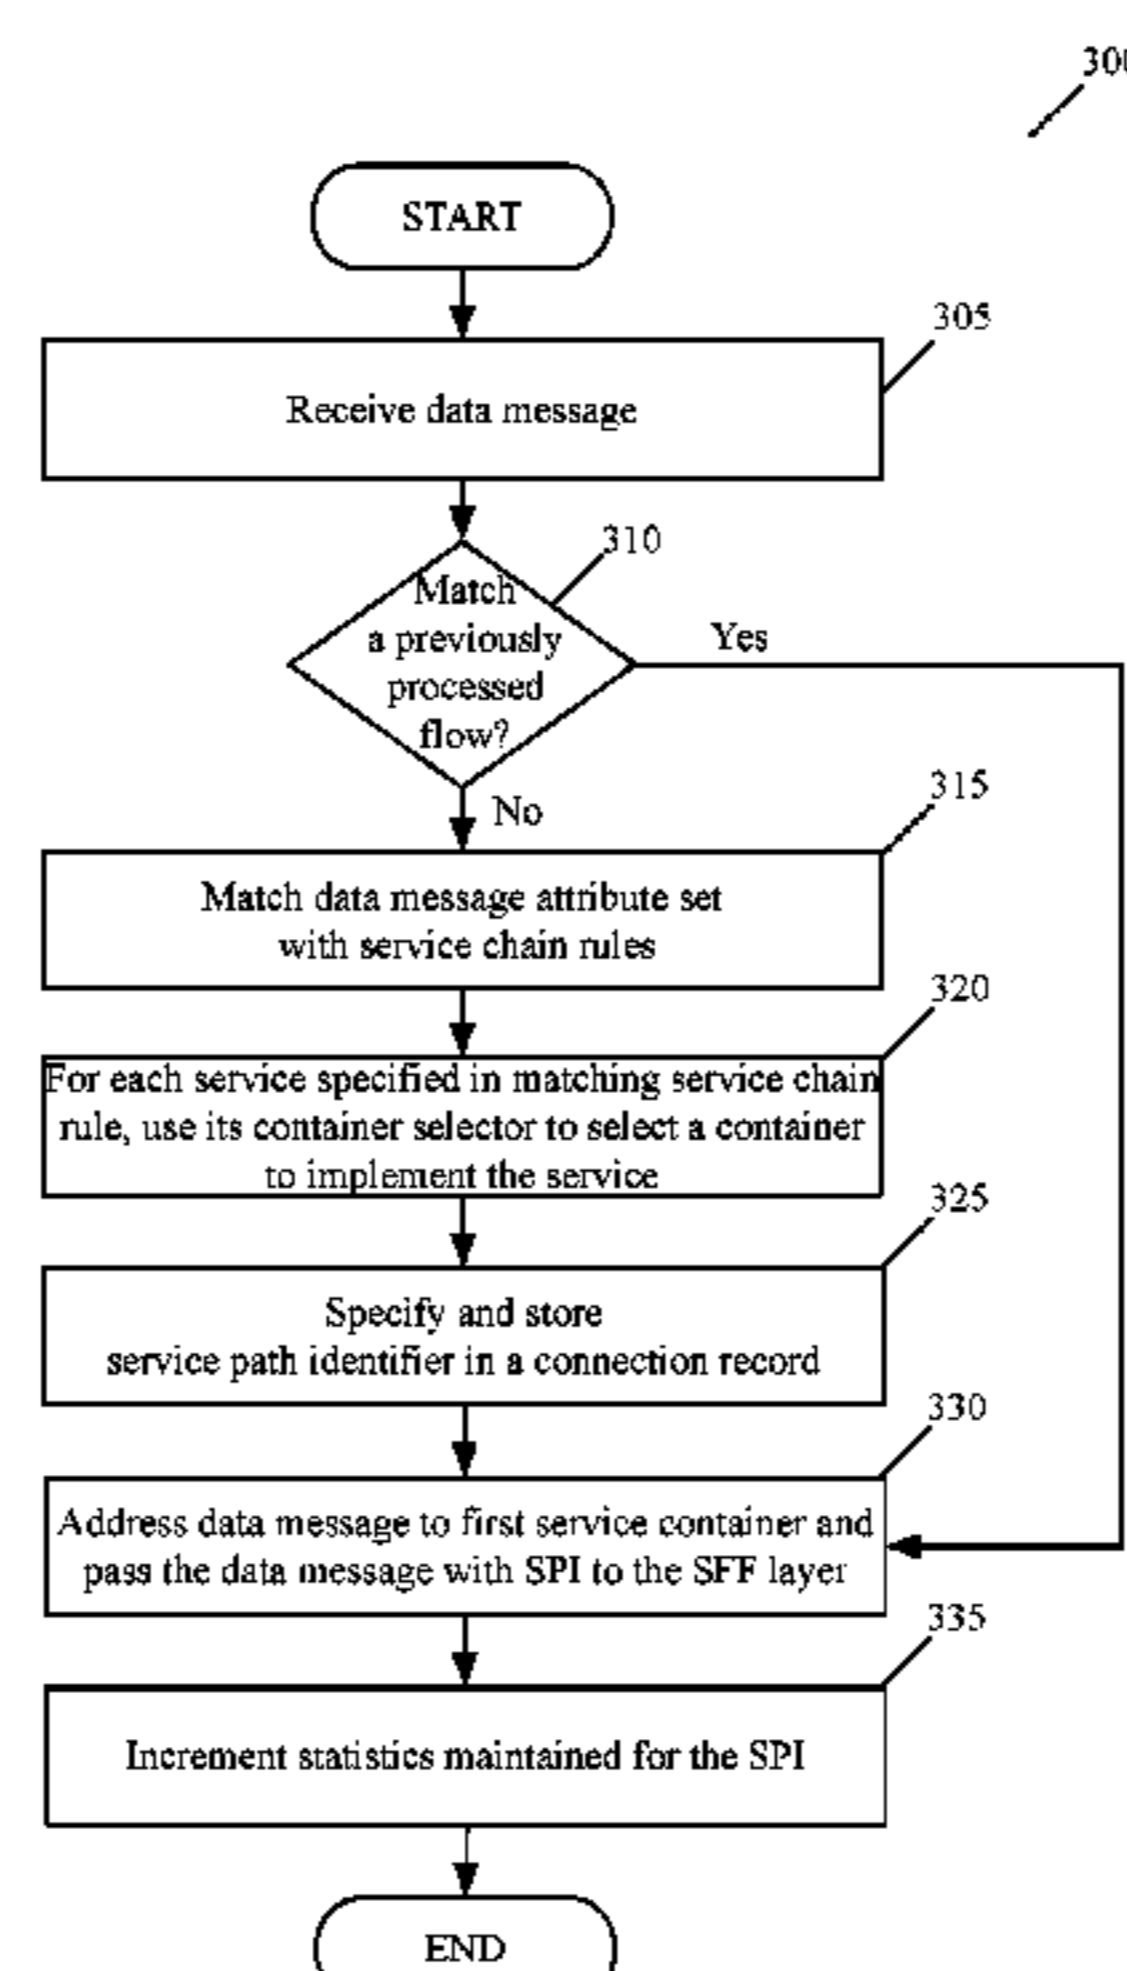 300
START
305
Receive data message
310
Match
a previously
processed
flow?
Yes
No
315
Match data message attribute set
with service chain rules
320
For each service specified in matching service chain
rule, use its container selector to select a container
to implement the service
325
Specify and store
service path identifier in a connection record
330
Address data message to first service container and
pass the data message with SPI to the SFF layer
335
Increment statistics maintained for the SPI
END